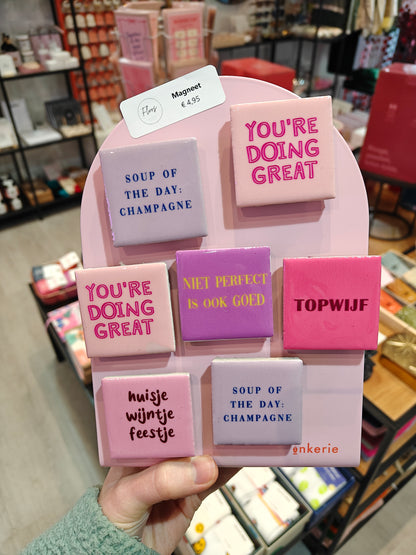 Flows
Magneet
€ 4,95
YOU'RE
DOING
GREAT
SOUP OF
THE DAY:
CHAMPAGNE
YOU'RE
DOING
GREAT
NIET PERFECT
IS OOK GOED
TOPWIJF
huisje
wijntje
feestje
SOUP OF
THE DAY:
CHAMPAGNE
inkerie